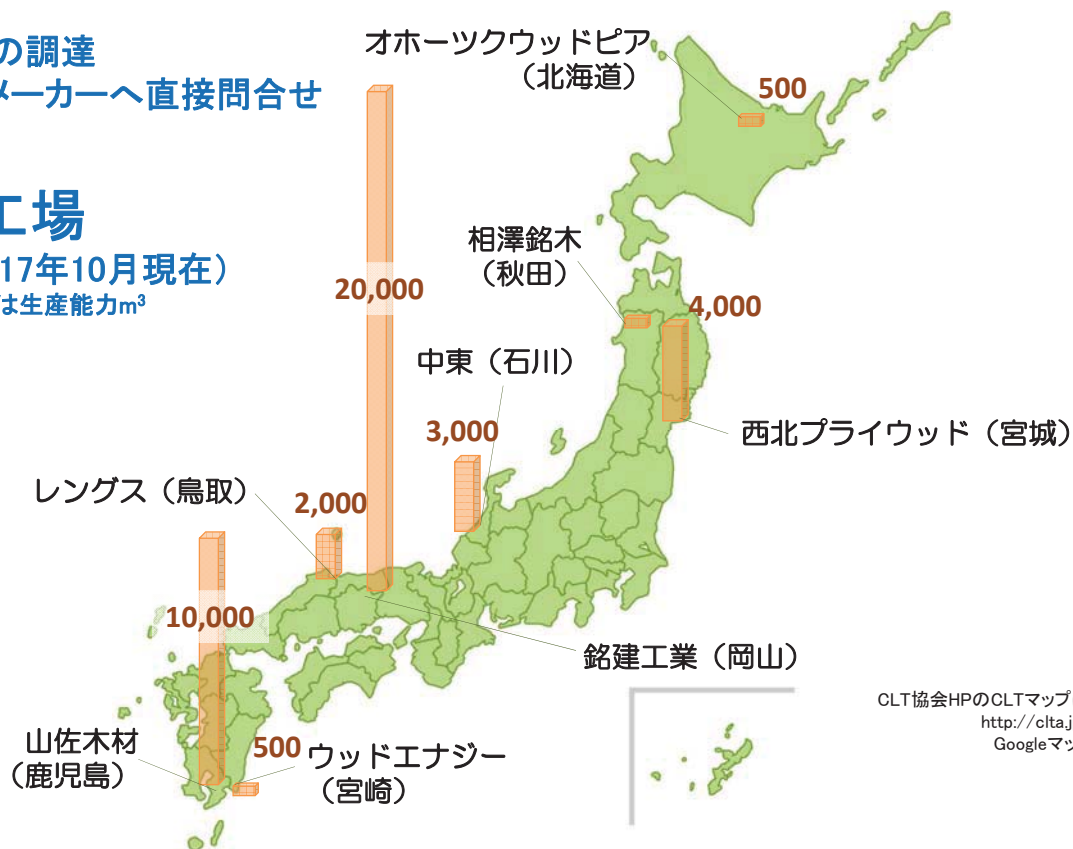 の調達
メーカーへ直接問合せ
工場
17年10月現在）
は生産能力m³
オホーツクウッドピア
（北海道）
500
相澤銘木
（秋田）
20,000
4,000
中東（石川）
3,000
西北プライウッド（宮城）
レングス（鳥取）
2,000
10,000
銘建工業（岡山）
山佐木材
（鹿児島）
500
ウッドエナジー
（宮崎）
CLT協会HPのCLTマップ
http://clta.j
Googleマッ